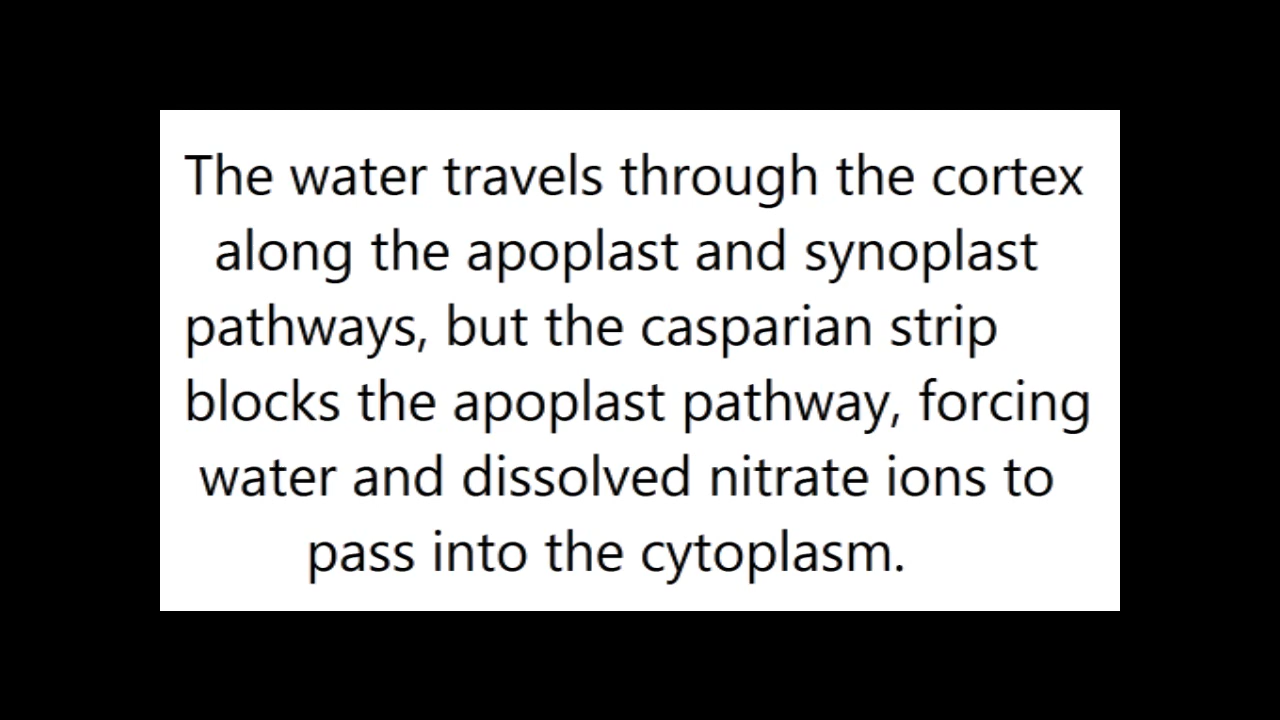 The water travels through the cortex
along the apoplast and synoplast
pathways, but the casparian strip
blocks the apoplast pathway, forcing
water and dissolved nitrate ions to
pass into the cytoplasm.